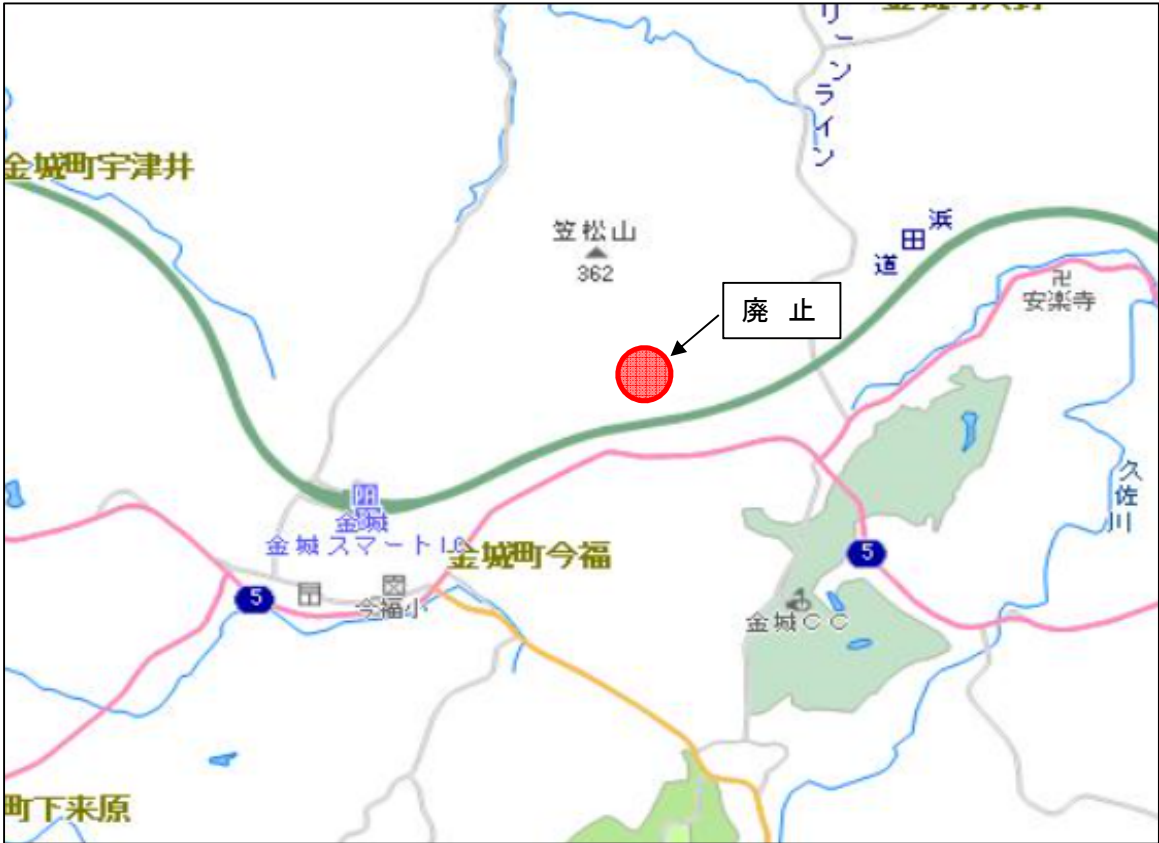 リーンライン
金城町宇津井
浜田道
笠松山
362
廃 止
卍
安楽寺
久佐川
金城
金城スマートIC
金城町今福
5
5
今福小
金城CC
町下来原